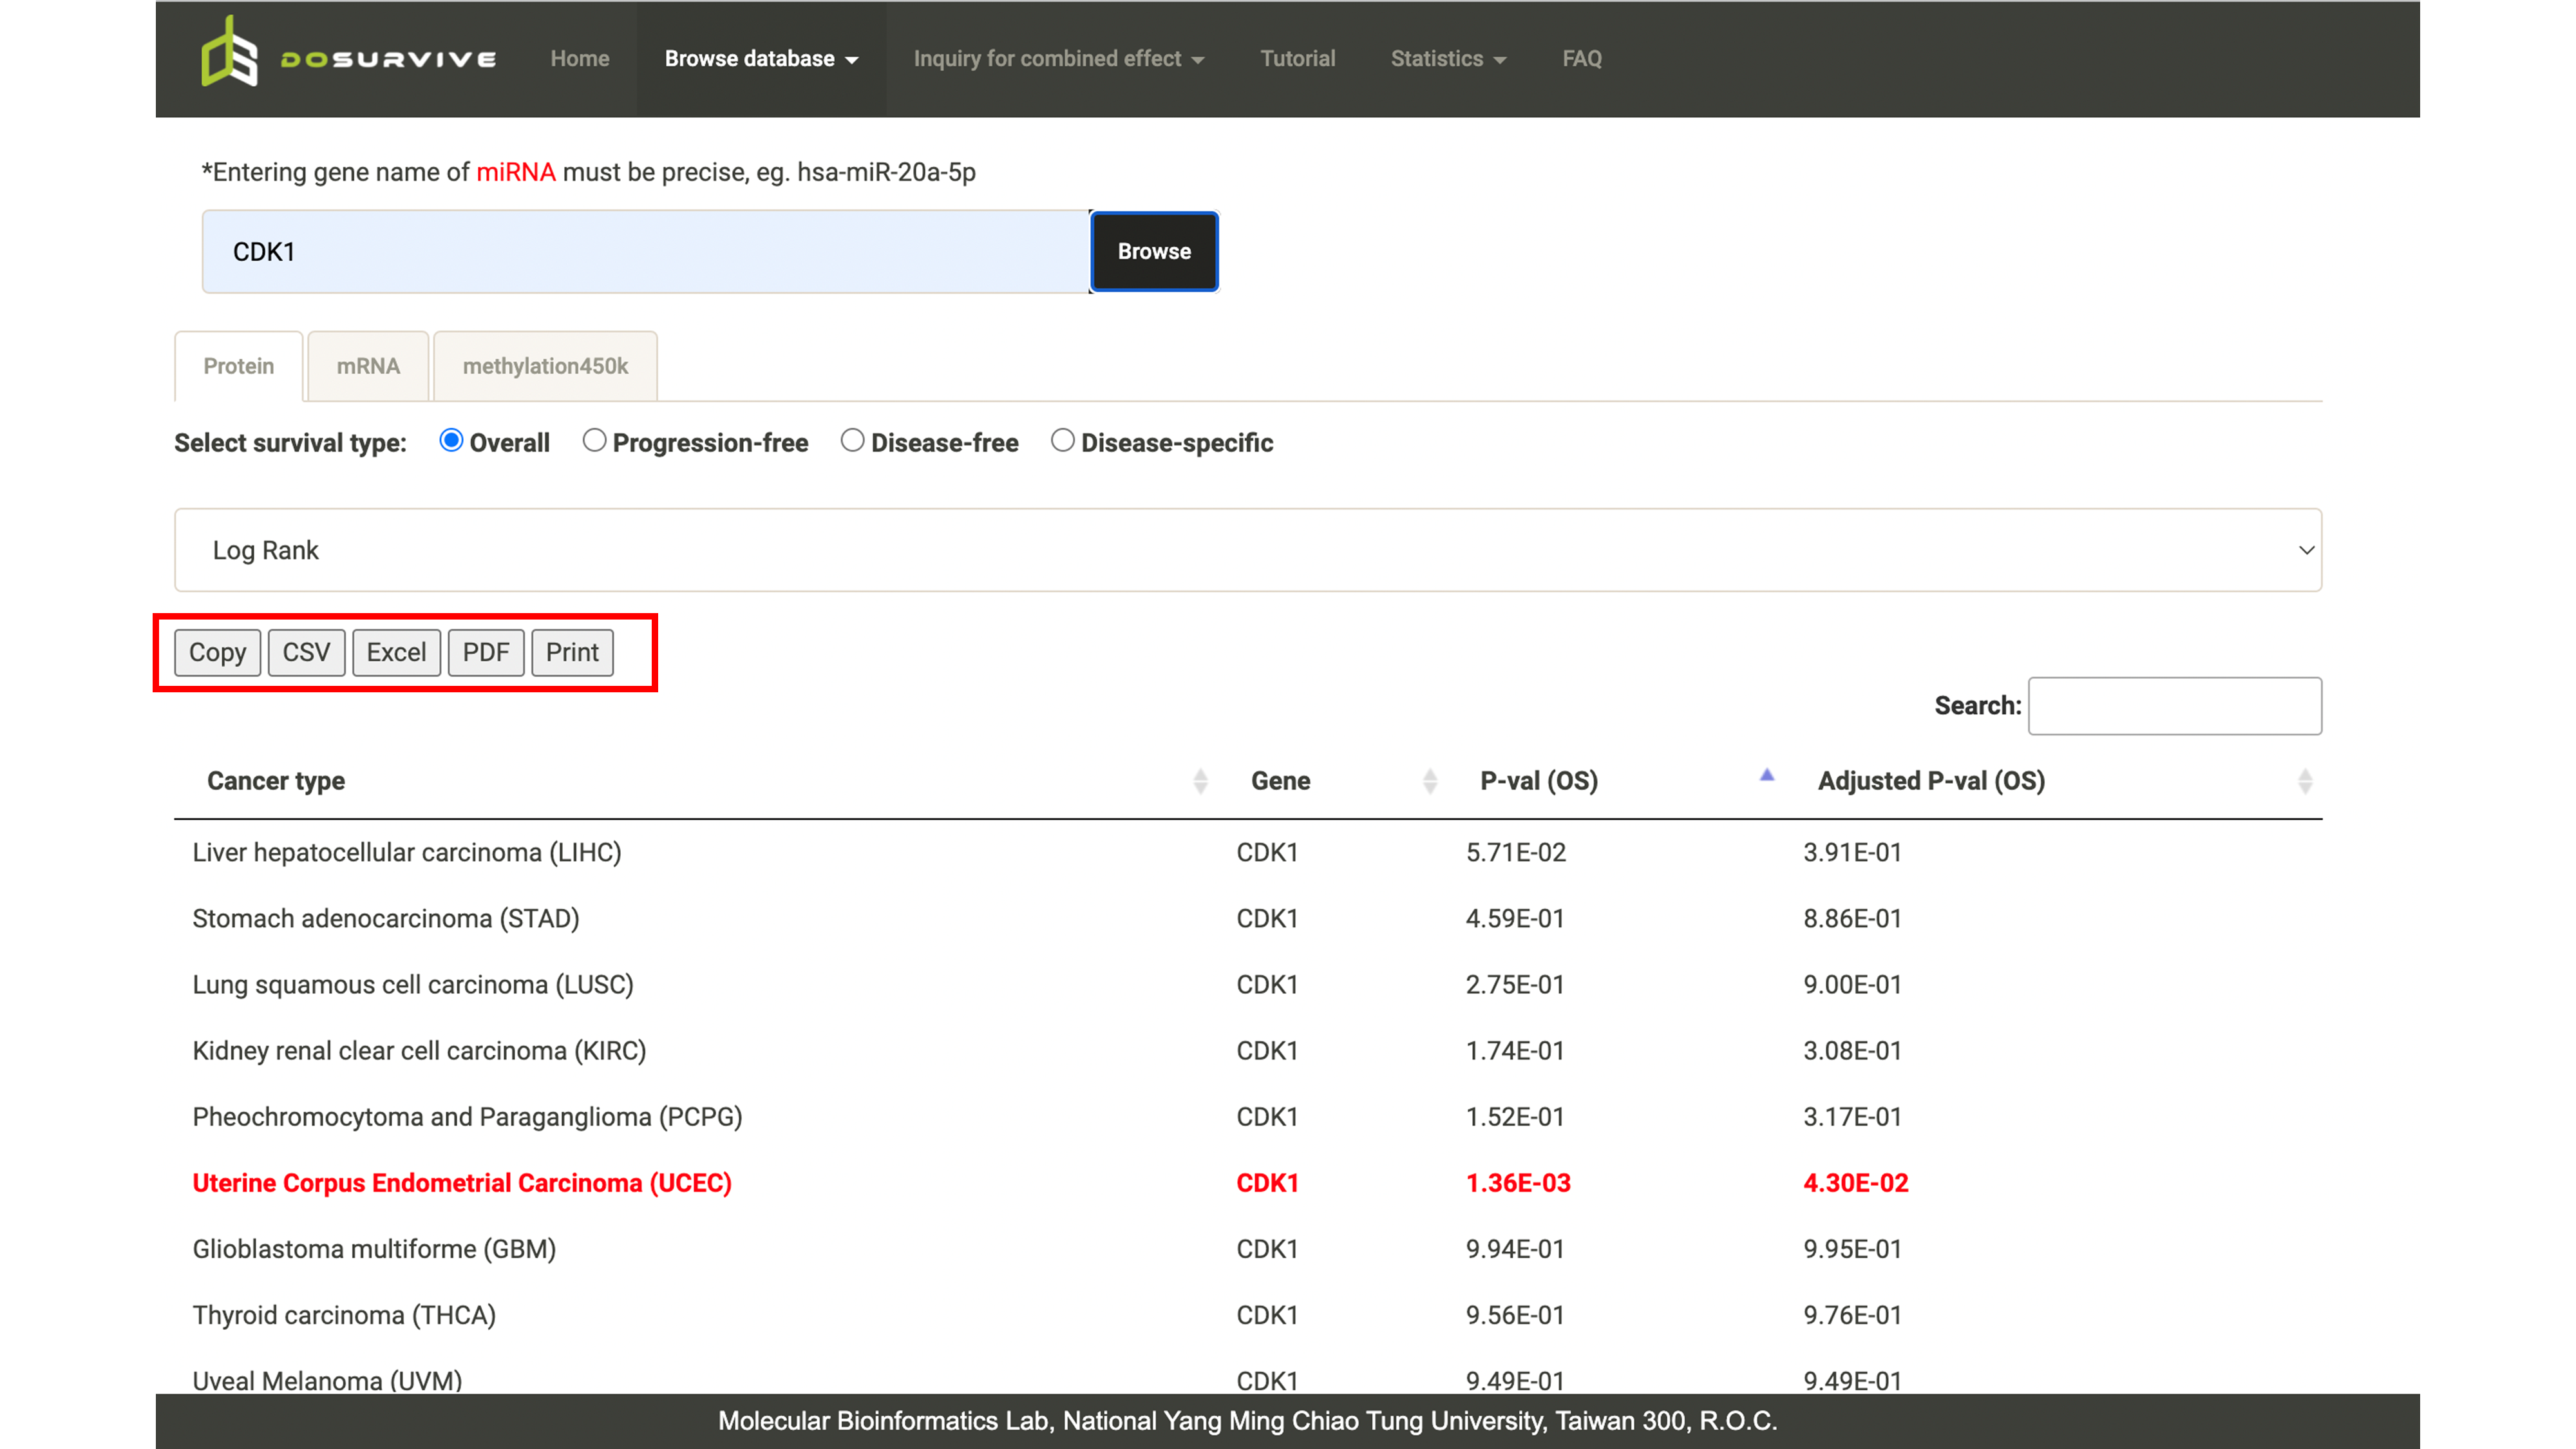 DOSURVIVE Home Browse database Inquiry for combined effect Tutorial Statistics FAQ
*Entering gene name of miRNA must be precise, eg. hsa-miR-20a-5p
CDK1 Browse
Protein mRNA methylation450k
Select survival type: Overall Progression-free Disease-free Disease-specific
Log Rank
Copy CSV Excel PDF Print
Search:
Cancer type Gene P-val (OS) Adjusted P-val (OS)
Liver hepatocellular carcinoma (LIHC) CDK1 5.71E-02 3.91E-01
Stomach adenocarcinoma (STAD) CDK1 4.59E-01 8.86E-01
Lung squamous cell carcinoma (LUSC) CDK1 2.75E-01 9.00E-01
Kidney renal clear cell carcinoma (KIRC) CDK1 1.74E-01 3.08E-01
Pheochromocytoma and Paraganglioma (PCPG) CDK1 1.52E-01 3.17E-01
Uterine Corpus Endometrial Carcinoma (UCEC) CDK1 1.36E-03 4.30E-02
Glioblastoma multiforme (GBM) CDK1 9.94E-01 9.95E-01
Thyroid carcinoma (THCA) CDK1 9.56E-01 9.76E-01
Uveal Melanoma (UVM) CDK1 9.49E-01 9.49E-01
Molecular Bioinformatics Lab, National Yang Ming Chiao Tung University, Taiwan 300, R.O.C.